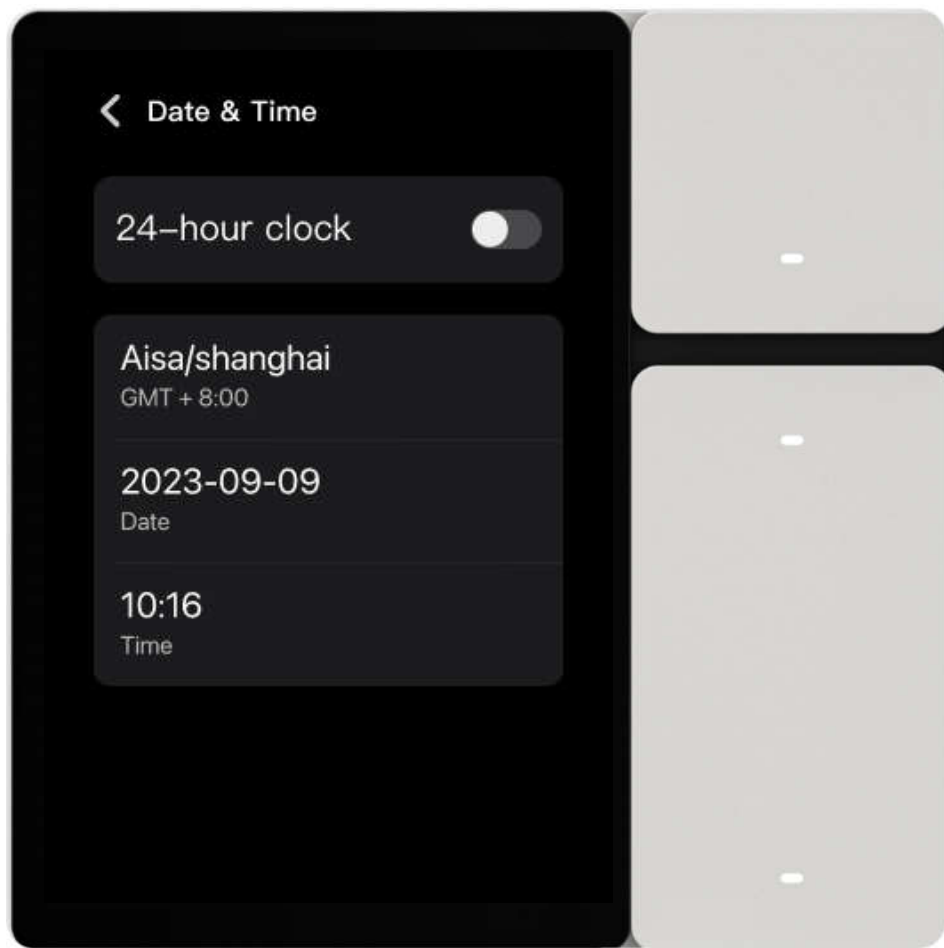 Date & Time
24-hour clock
Aisa/shanghai
GMT + 8:00
2023-09-09
Date
10:16
Time